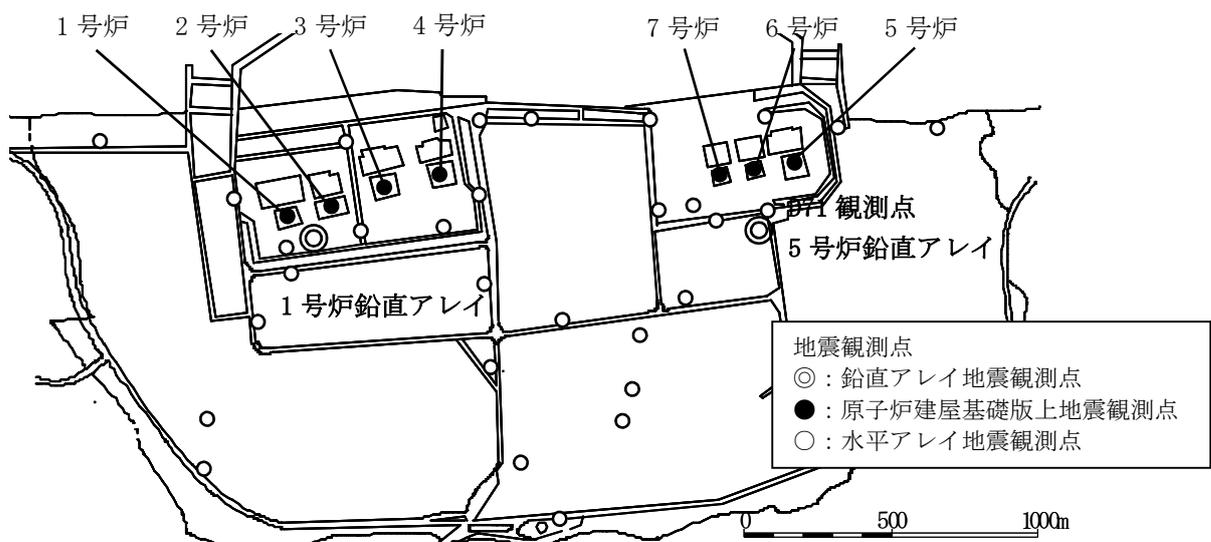 1 号炉 2 号炉 3 号炉 4 号炉 7 号炉 6 号炉 5 号炉
観測点
5 号炉鉛直アレイ
1 号炉鉛直アレイ
地震観測点
◎：鉛直アレイ地震観測点
●：原子炉建屋基礎版上地震観測点
○：水平アレイ地震観測点
0 500 1000m